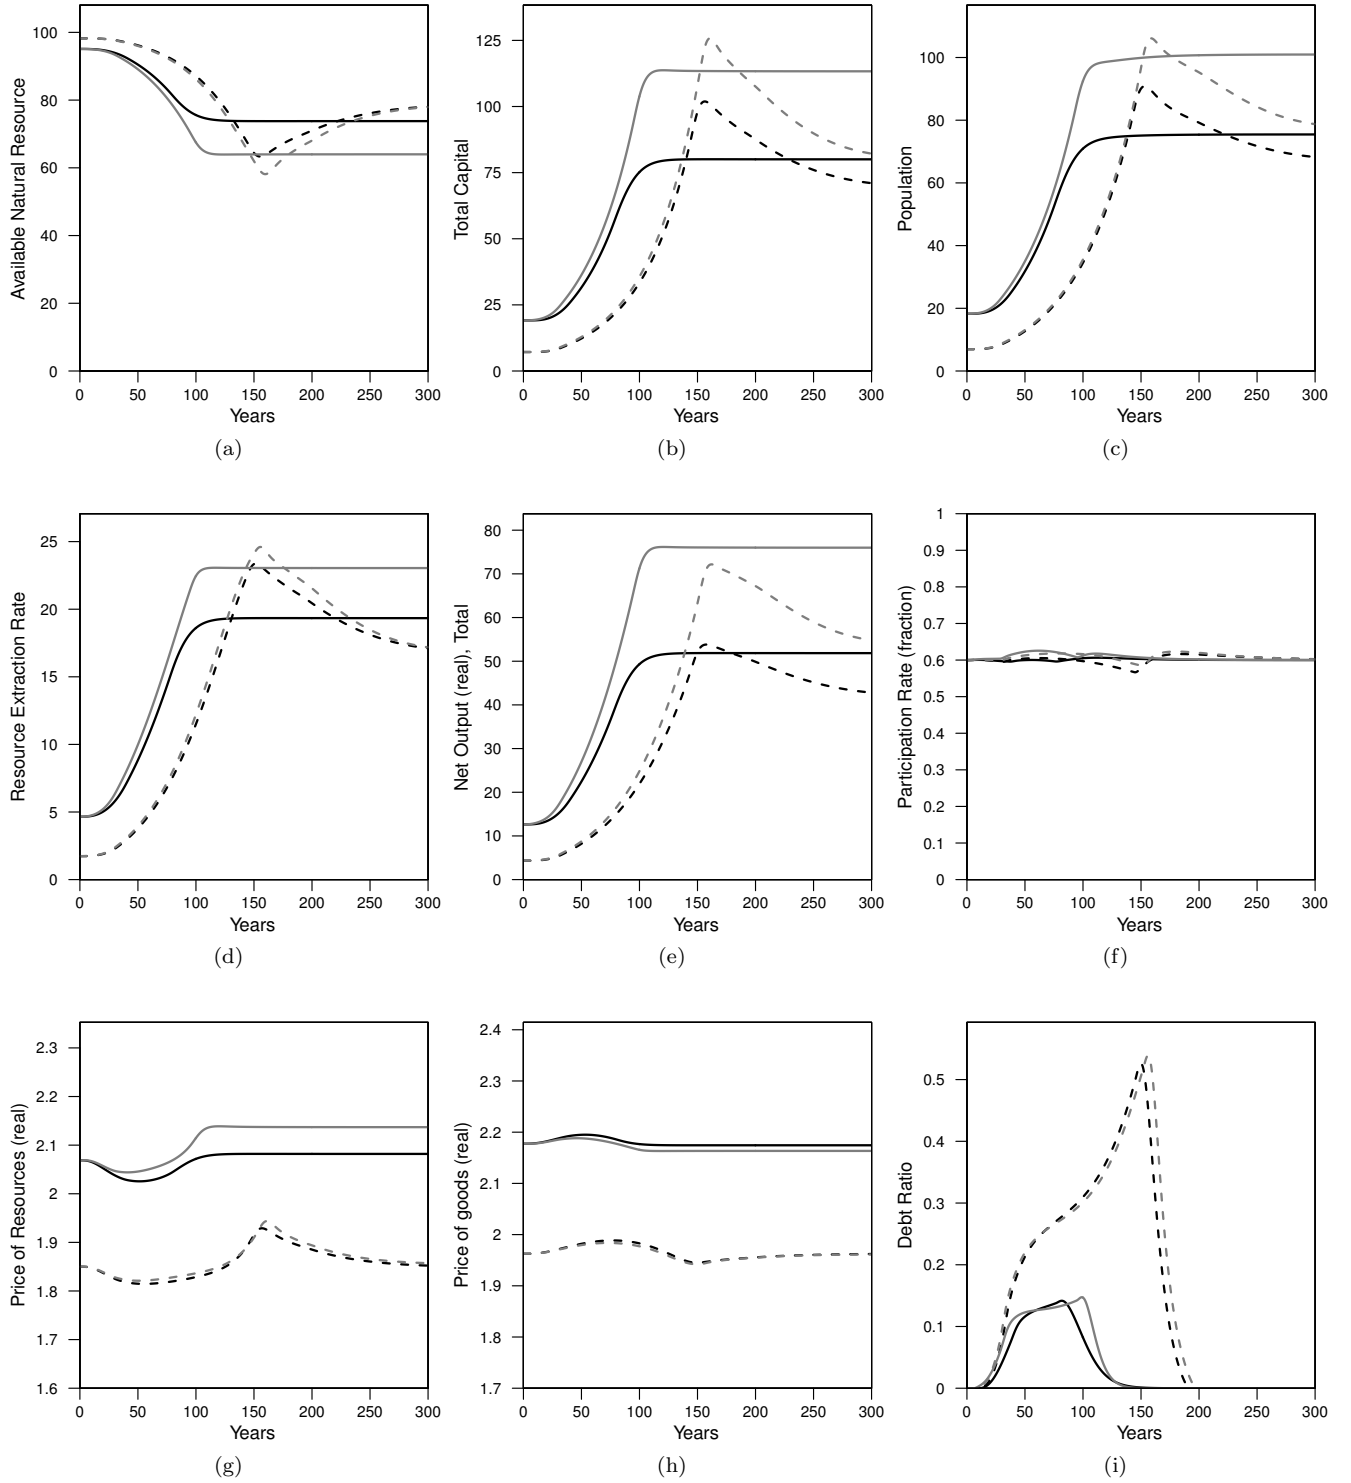 Available Natural Resource
100
80
60
40
20
0
0 50 100 150 200 250 300
Years
(a)
Total Capital
125
100
75
50
25
0
0 50 100 150 200 250 300
Years
(b)
Population
100
80
60
40
20
0
0 50 100 150 200 250 300
Years
(c)
Resource Extraction Rate
25
20
15
10
5
0
0 50 100 150 200 250 300
Years
(d)
Net Output (real), Total
80
70
60
50
40
30
20
10
0
0 50 100 150 200 250 300
Years
(e)
Participation Rate (fraction)
1
0.9
0.8
0.7
0.6
0.5
0.4
0.3
0.2
0.1
0
0 50 100 150 200 250 300
Years
(f)
Price of Resources (real)
2.3
2.2
2.1
2
1.9
1.8
1.7
1.6
0 50 100 150 200 250 300
Years
(g)
Price of goods (real)
2.4
2.3
2.2
2.1
2
1.9
1.8
1.7
0 50 100 150 200 250 300
Years
(h)
Debt Ratio
0.5
0.4
0.3
0.2
0.1
0
0 50 100 150 200 250 300
Years
(i)